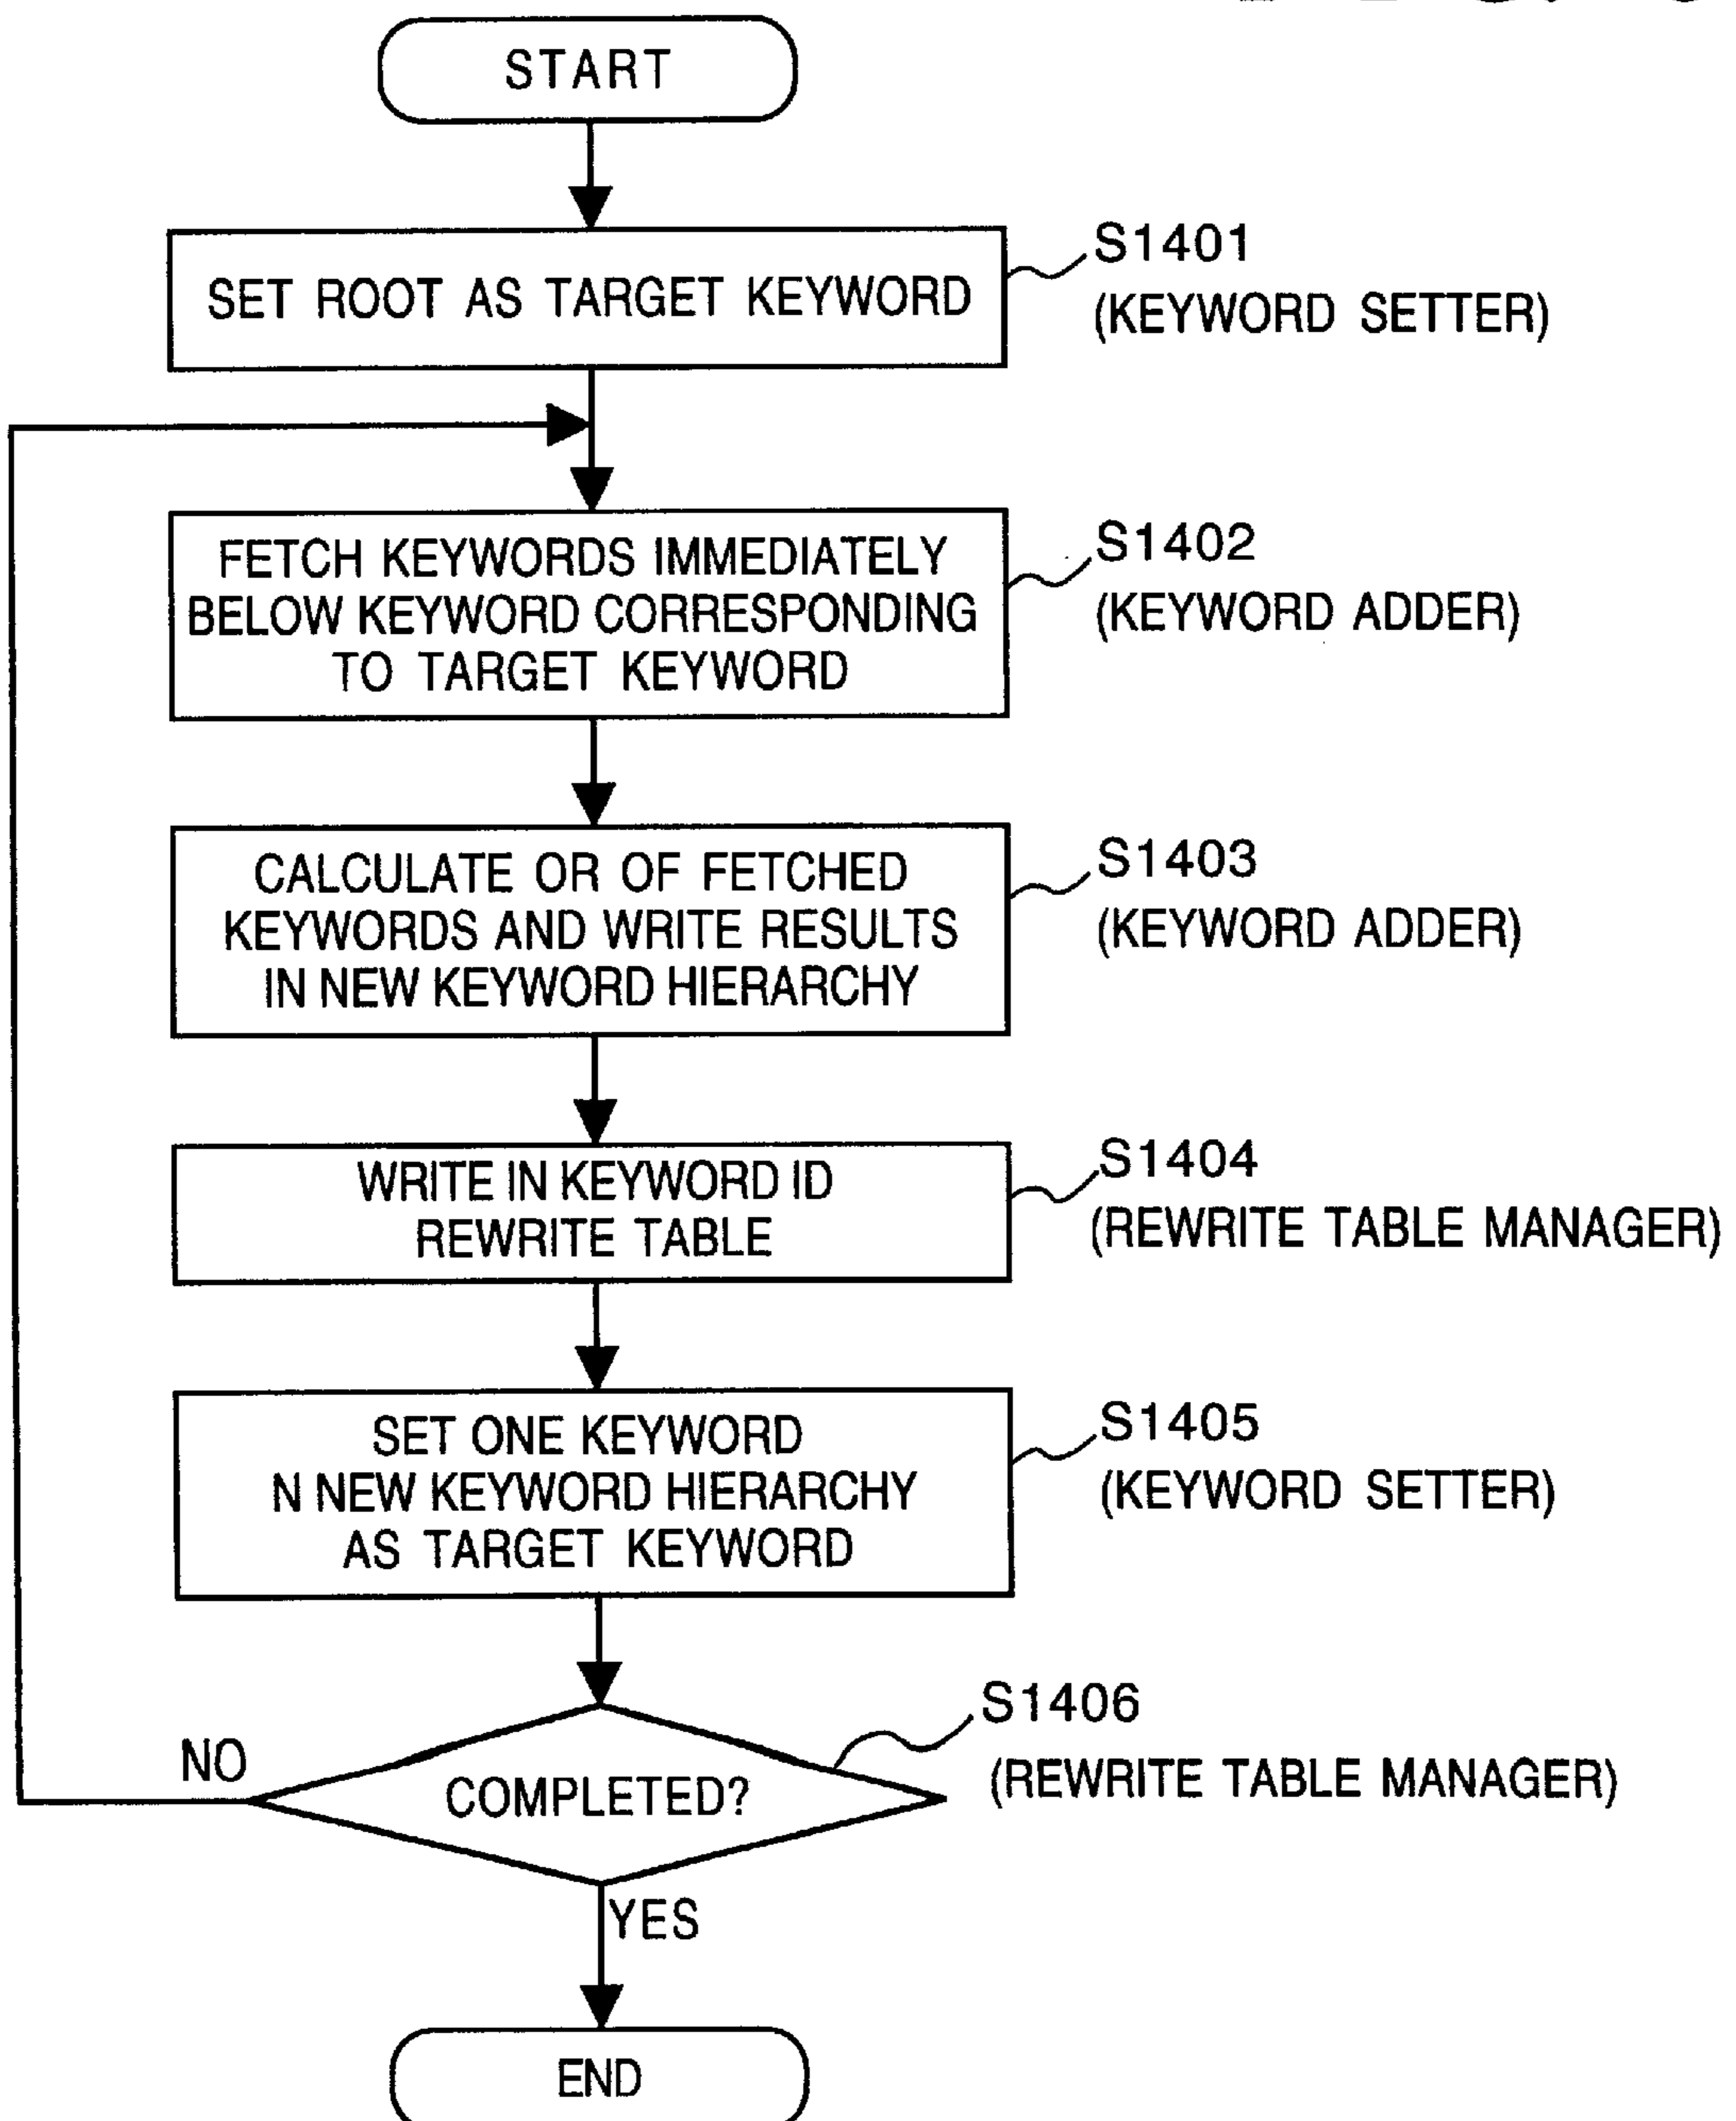 START
SET ROOT AS TARGET KEYWORD
S1401
(KEYWORD SETTER)
FETCH KEYWORDS IMMEDIATELY
BELOW KEYWORD CORRESPONDING
TO TARGET KEYWORD
S1402
(KEYWORD ADDER)
CALCULATE OR OF FETCHED
KEYWORDS AND WRITE RESULTS
IN NEW KEYWORD HIERARCHY
S1403
(KEYWORD ADDER)
WRITE IN KEYWORD ID
REWRITE TABLE
S1404
(REWRITE TABLE MANAGER)
SET ONE KEYWORD
N NEW KEYWORD HIERARCHY
AS TARGET KEYWORD
S1405
(KEYWORD SETTER)
S1406
(REWRITE TABLE MANAGER)
NO
COMPLETED?
YES
END